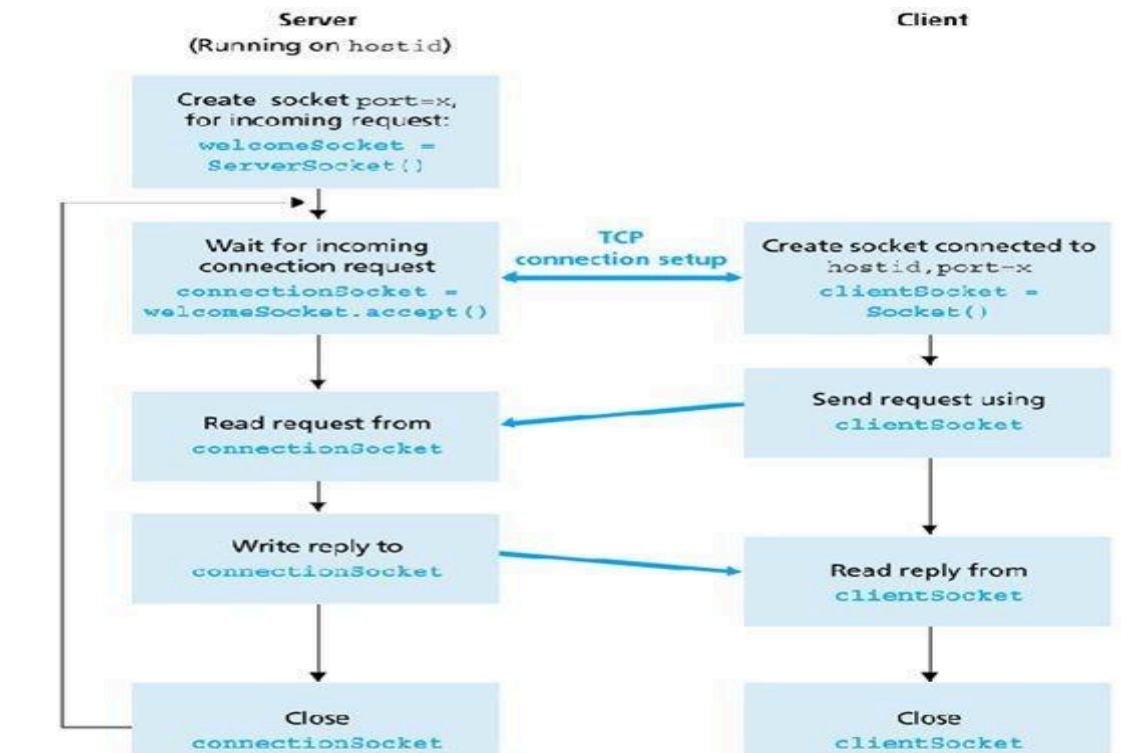 Server
(Running on hostid)
Client
Create socket port=x,
for incoming request:
welcomeSocket =
ServerSocket()
Wait for incoming
connection request
connectionSocket =
welcomeSocket.accept()
TCP
connection setup
Create socket connected to
hostid,port=x
clientSocket =
Socket()
Read request from
connectionSocket
Send request using
clientSocket
Write reply to
connectionSocket
Read reply from
clientSocket
Close
connectionSocket
Close
clientSocket